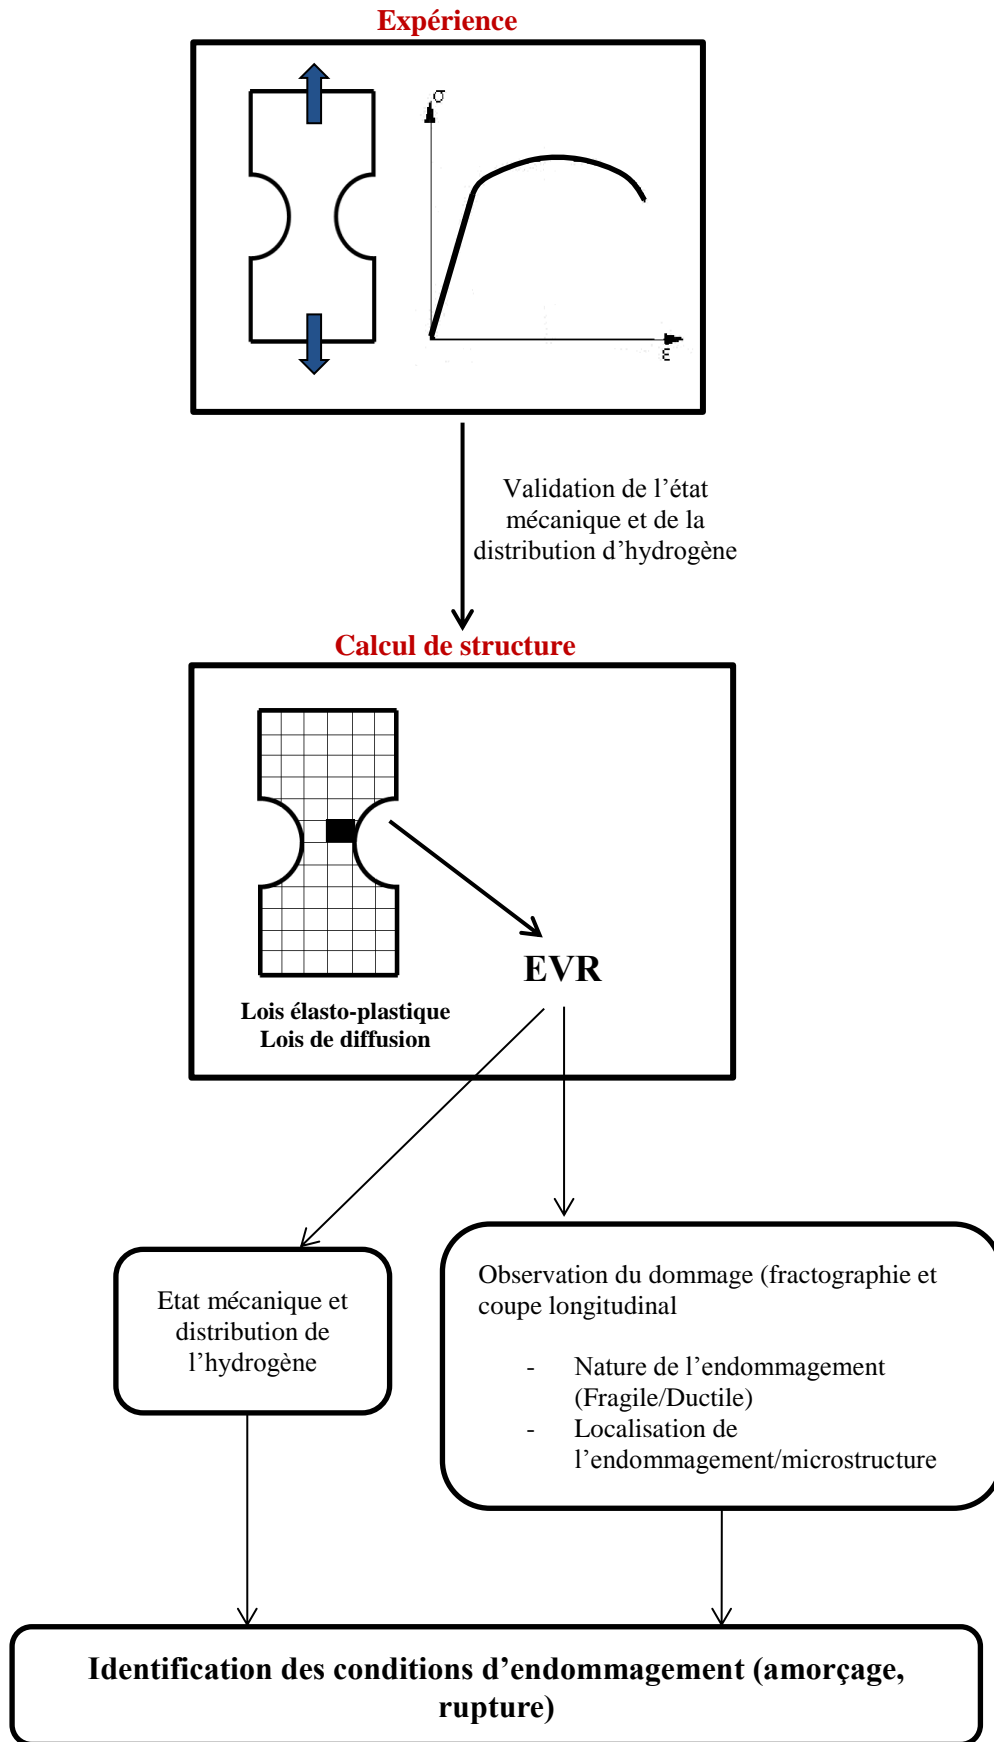 Expérience
σ
ε
Validation de l’état
mécanique et de la
distribution d’hydrogène
Calcul de structure
EVR
Lois élasto-plastique
Lois de diffusion
Etat mécanique et
distribution de
l’hydrogène
Observation du dommage (fractographie et
coupe longitudinal
- Nature de l’endommagement
(Fragile/Ductile)
- Localisation de
l’endommagement/microstructure
Identification des conditions d’endommagement (amorçage,
rupture)